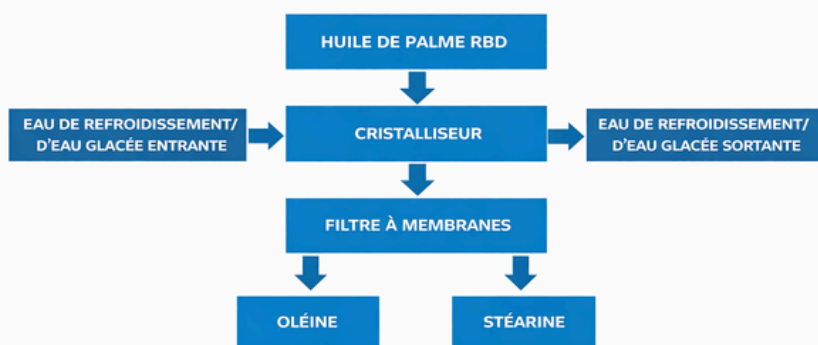 HUILE DE PALME RBD
EAU DE REFROIDISSEMENT/
D'EAU GLACÉE ENTRANTE
CRISTALLISEUR
EAU DE REFROIDISSEMENT/
D'EAU GLACÉE SORTANTE
FILTRE À MEMBRANES
OLÉINE
STÉARINE